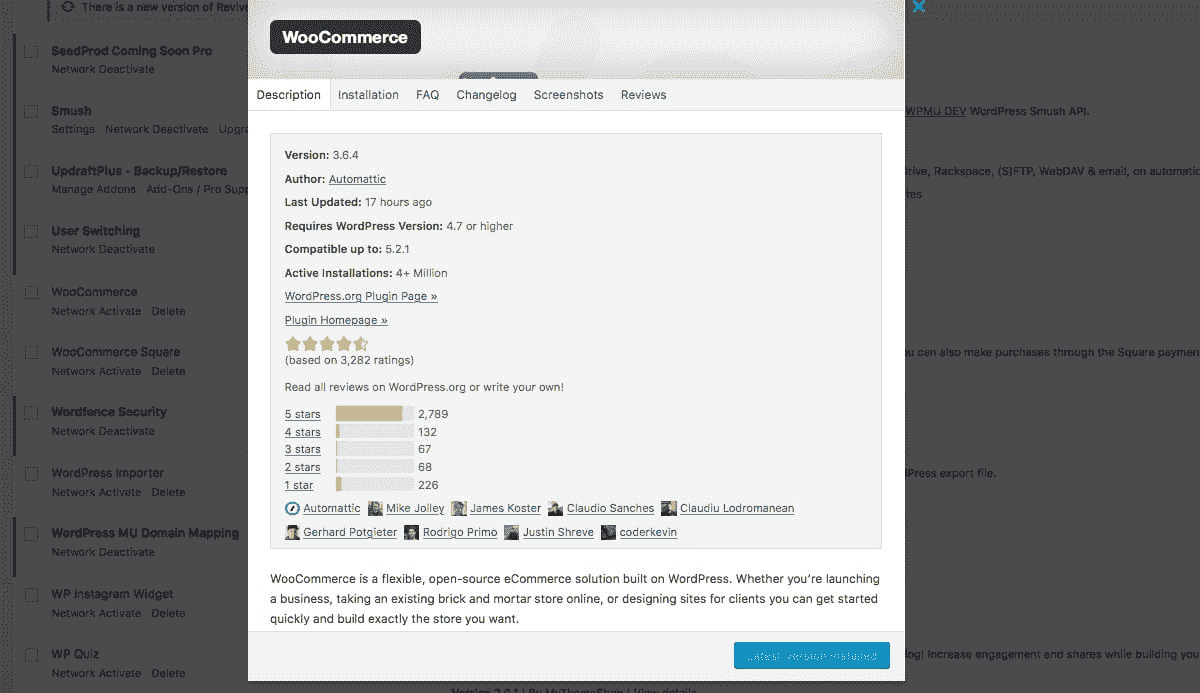 There is a new version of Revive
SeedProd Coming Soon Pro
Network Deactivate
Smush
Settings Network Deactivate Upgr
WPMU DEV WordPress Smush API.
UpdraftPlus - Backup/Restore
Manage Addons Add-Ons / Pro Supp
Drive, Rackspace, (S)FTP, WebDAV & email, on automatic
tes
User Switching
Network Deactivate
WooCommerce
Network Activate Delete
WooCommerce Square
Network Activate Delete
ou can also make purchases through the Square paymen
Wordfence Security
Network Deactivate
WordPress Importer
Network Activate Delete
Press export file.
WordPress MU Domain Mapping
Network Deactivate
WP Instagram Widget
Network Activate Delete
WP Quiz
Network Activate Delete
log! Increase engagement and shares while building you
WooCommerce
Description Installation FAQ Changelog Screenshots Reviews
Version: 3.6.4
Author: Automattic
Last Updated: 17 hours ago
Requires WordPress Version: 4.7 or higher
Compatible up to: 5.2.1
Active Installations: 4+ Million
WordPress.org Plugin Page »
Plugin Homepage »
(based on 3,282 ratings)
Read all reviews on WordPress.org or write your own!
5 stars 2,789
4 stars 132
3 stars 67
2 stars 68
1 star 226
Automattic Mike Jolley James Koster Claudio Sanches Claudiu Lodromanean
Gerhard Potgieter Rodrigo Primo Justin Shreve coderkevin
WooCommerce is a flexible, open-source eCommerce solution built on WordPress. Whether you're launching
a business, taking an existing brick and mortar store online, or designing sites for clients you can get started
quickly and build exactly the store you want.
Latest Version Installed
Version 2.0.1 | By MyThemeShop | View details